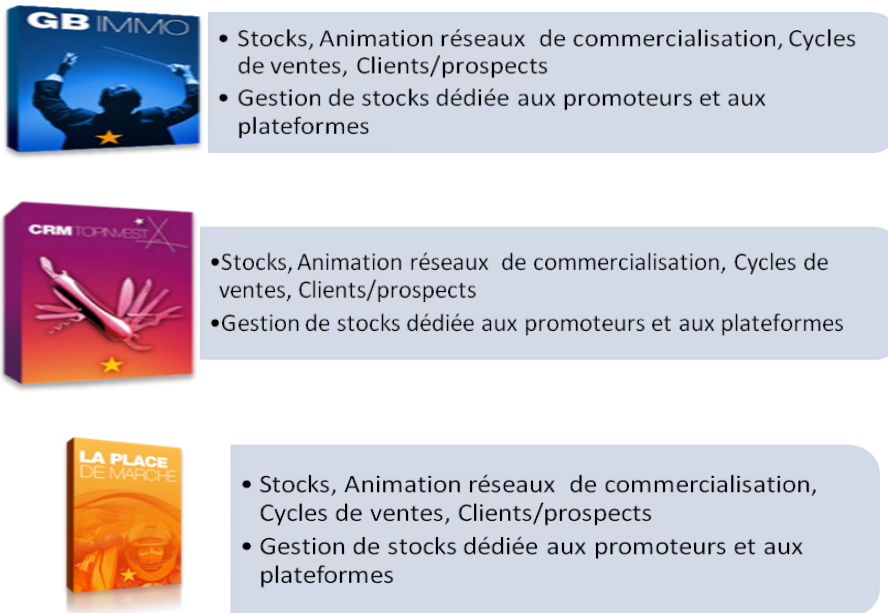 GB IMMO
• Stocks, Animation réseaux de commercialisation, Cycles
de ventes, Clients/prospects
• Gestion de stocks dédiée aux promoteurs et aux
plateformes
CRM TOPINVEST
•Stocks, Animation réseaux de commercialisation, Cycles de
ventes, Clients/prospects
•Gestion de stocks dédiée aux promoteurs et aux plateformes
LA PLACE
DE MARCHÉ
• Stocks, Animation réseaux de commercialisation,
Cycles de ventes, Clients/prospects
• Gestion de stocks dédiée aux promoteurs et aux
plateformes